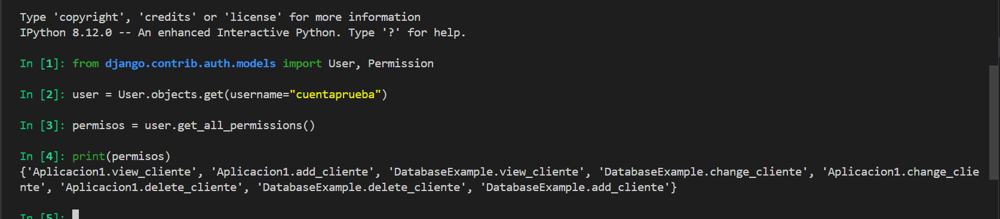 Type 'copyright', 'credits' or 'license' for more information
IPython 8.12.0 -- An enhanced Interactive Python. Type '?' for help.
In [1]: from django.contrib.auth.models import User, Permission
In [2]: user = User.objects.get(username="cuentaprueba")
In [3]: permisos = user.get_all_permissions()
In [4]: print(permisos)
{'Aplicacion1.view_cliente', 'Aplicacion1.add_cliente', 'DatabaseExample.view_cliente', 'DatabaseExample.change_cliente', 'Aplicacion1.change_clie
nte', 'Aplicacion1.delete_cliente', 'DatabaseExample.delete_cliente', 'DatabaseExample.add_cliente'}
In [5]: